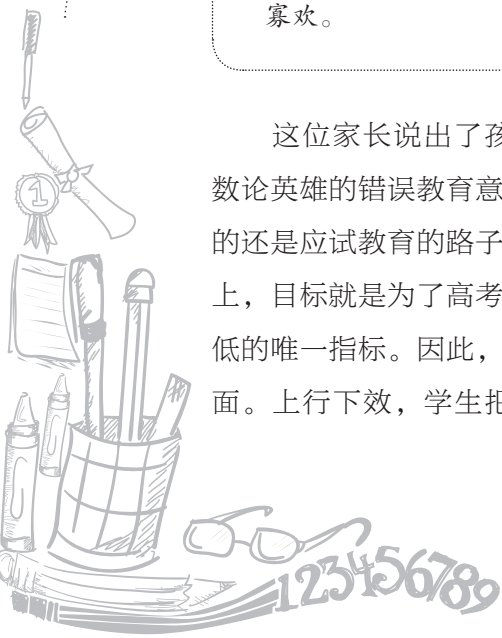 寡欢。
这位家长说出了孩
数论英雄的错误教育意
的还是应试教育的路子
上，目标就是为了高考
低的唯一指标。因此，
面。上行下效，学生把
1
123456789